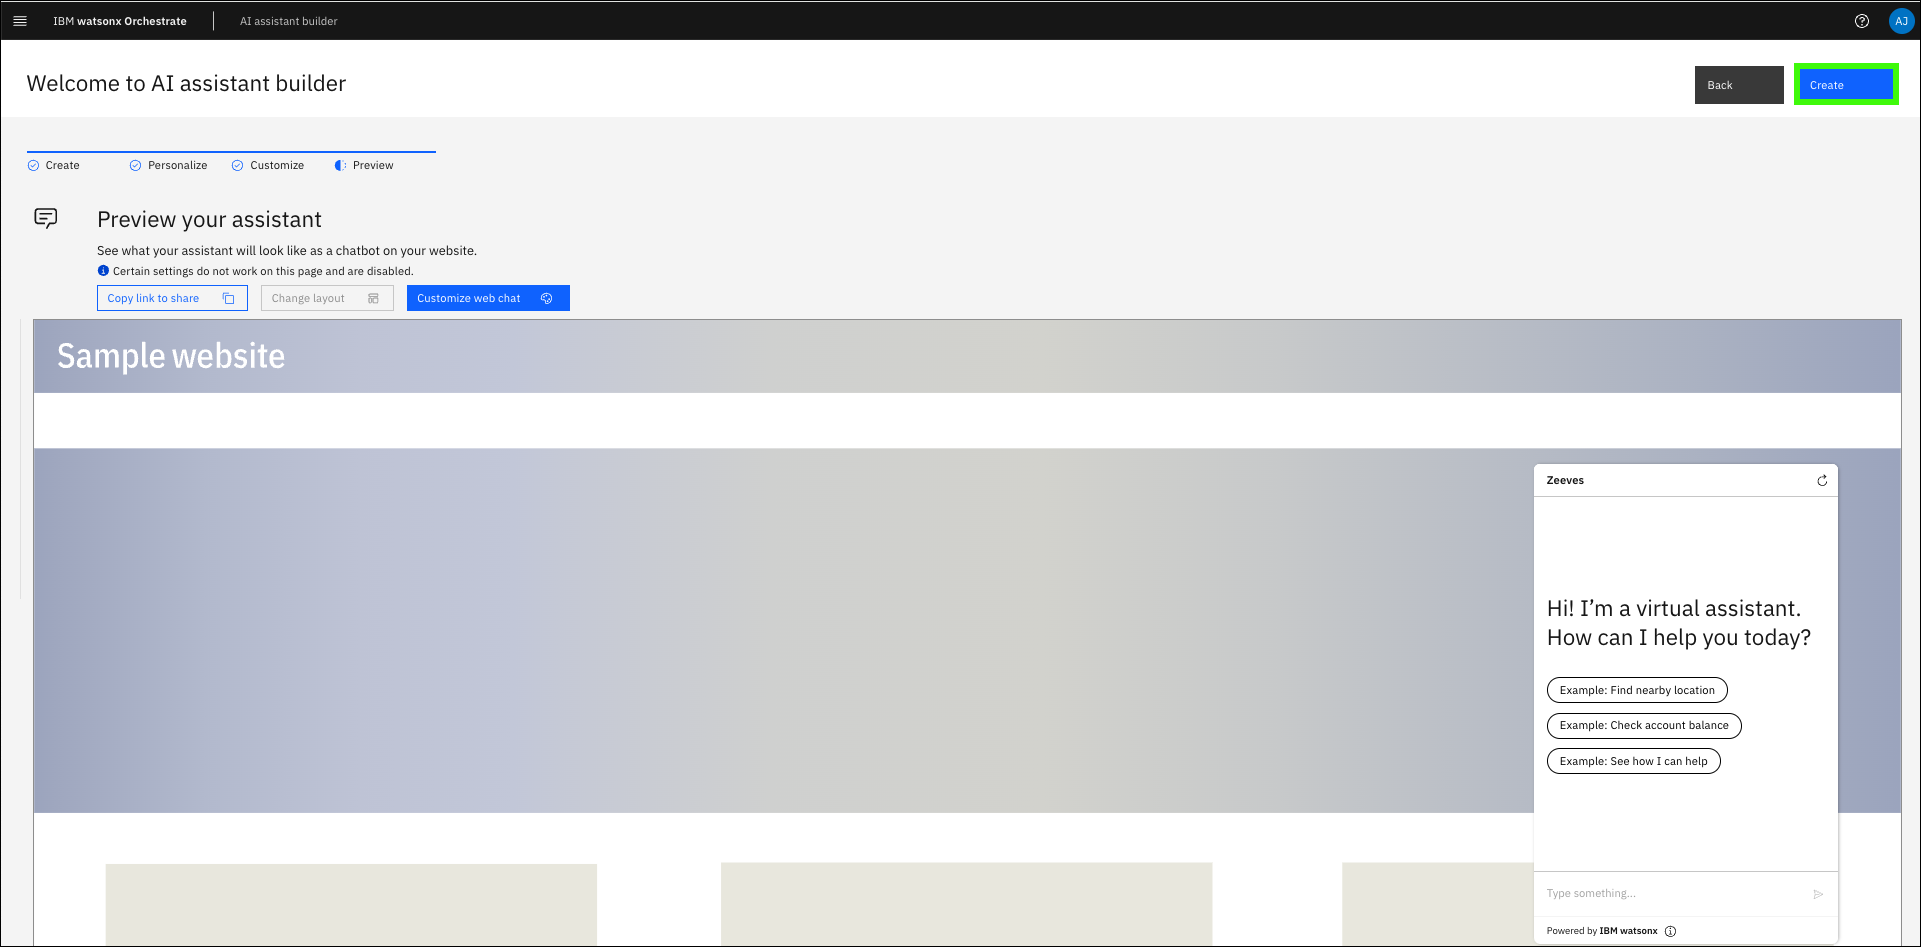 IBM watsonx Orchestrate
AI assistant builder
AJ
Welcome to AI assistant builder
Back
Create
Create
Personalize
Customize
Preview
Preview your assistant
See what your assistant will look like as a chatbot on your website.
Certain settings do not work on this page and are disabled.
Copy link to share
Change layout
Customize web chat
Sample website
Zeeves
Hi! I’m a virtual assistant.
How can I help you today?
Example: Find nearby location
Example: Check account balance
Example: See how I can help
Type something...
Powered by IBM watsonx